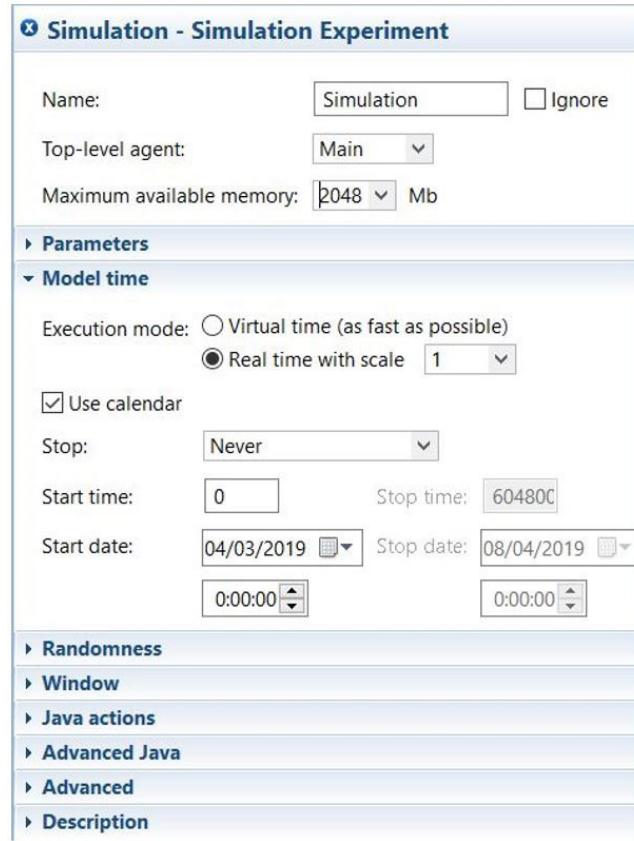 Simulation - Simulation Experiment
Name: Simulation Ignore
Top-level agent: Main
Maximum available memory: 2048 Mb
Parameters
Model time
Execution mode: Virtual time (as fast as possible)
Real time with scale 1
Use calendar
Stop: Never
Start time: 0 Stop time: 604800
Start date: 04/03/2019 Stop date: 08/04/2019
0:00:00 0:00:00
Randomness
Window
Java actions
Advanced Java
Advanced
Description